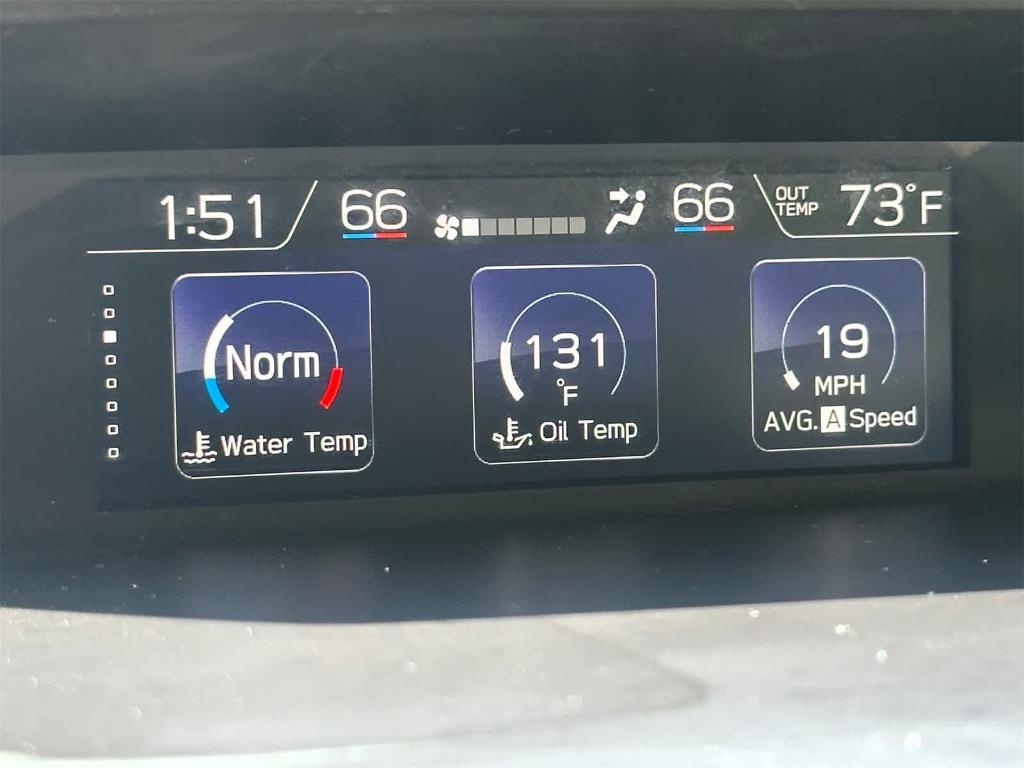 1:51
66
66
OUT
TEMP
73°F
Norm
Water Temp
131
°F
Oil Temp
19
MPH
AVG. A Speed